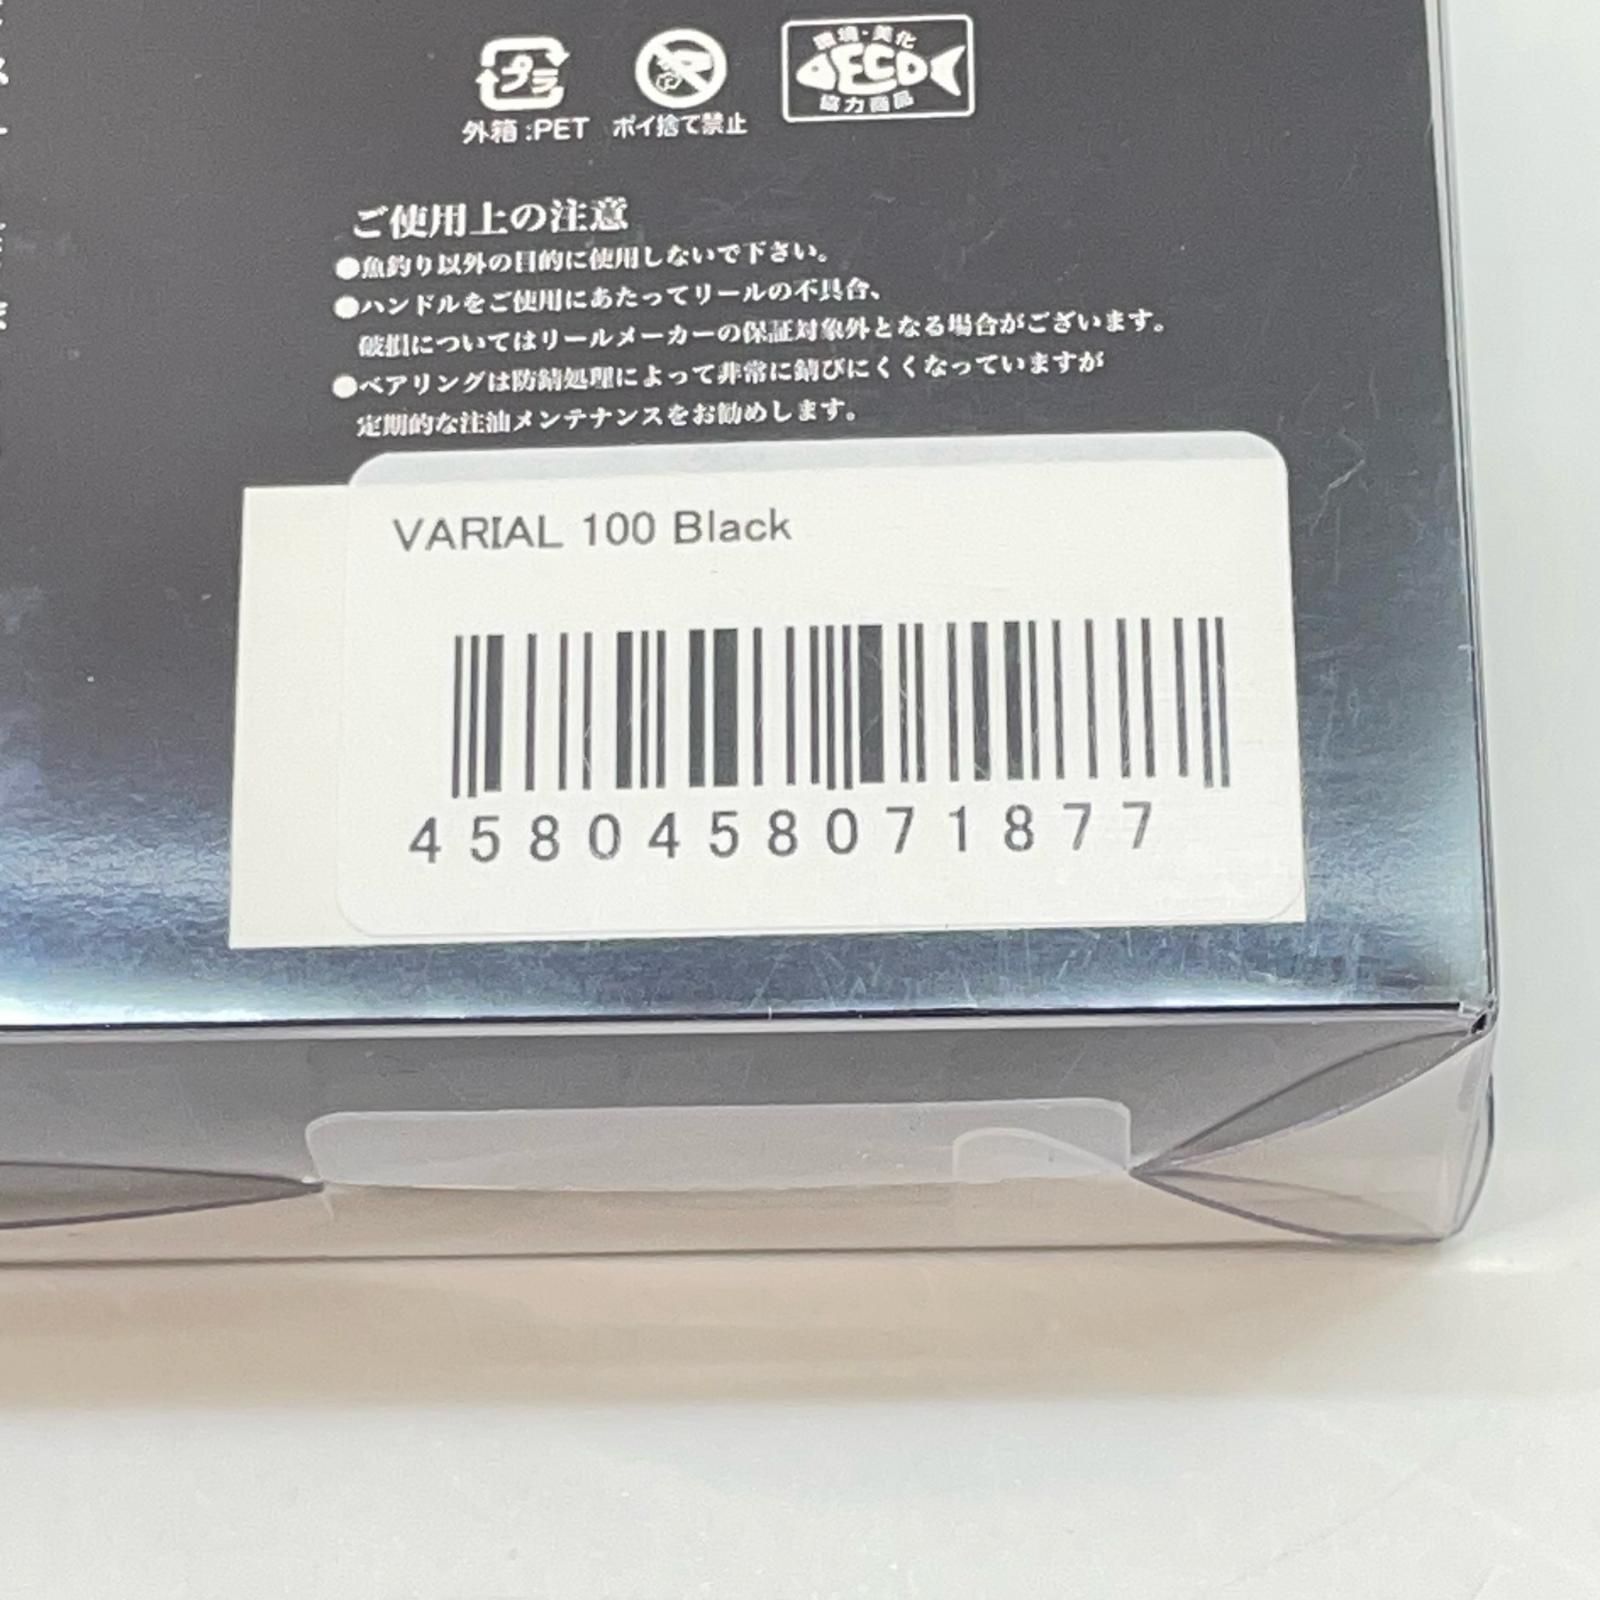 プラ
外箱:PET
ポイ捨て禁止
環境・美化
ECO
協力商品
ご使用上の注意
●魚釣り以外の目的に使用しないで下さい。
●ハンドルをご使用にあたってリールの不具合、
破損についてはリールメーカーの保証対象外となる場合がございます。
●ベアリングは防錆処理によって非常に錆びにくくなっていますが
定期的な注油メンテナンスをお勧めします。
VARIAL 100 Black
4580458071877